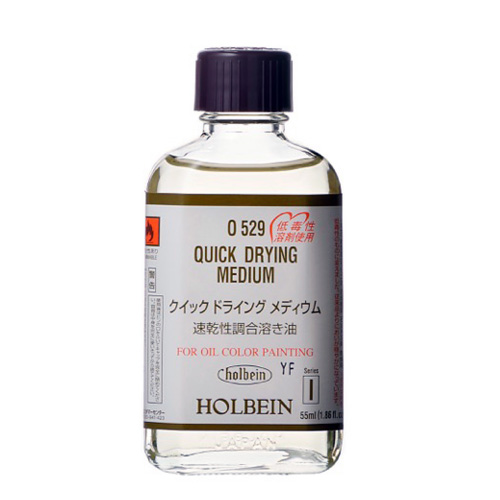 O 529
低毒性
溶剤使用
QUICK DRYING
MEDIUM
クイック ドライング メディウム
速乾性調合溶き油
FOR OIL COLOR PAINTING
holbein
YF
Series
I
HOLBEIN
55ml
JAPAN
警告